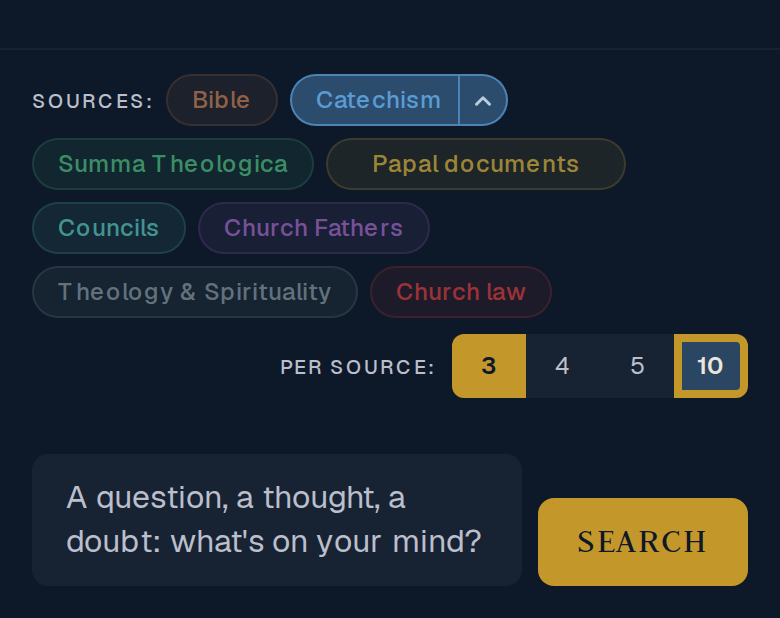 SOURCES: Bible Catechism
Summa Theologica Papal documents
Councils Church Fathers
Theology & Spirituality Church law
PER SOURCE: 3 4 5 10
A question, a thought, a
doubt: what's on your mind?
SEARCH